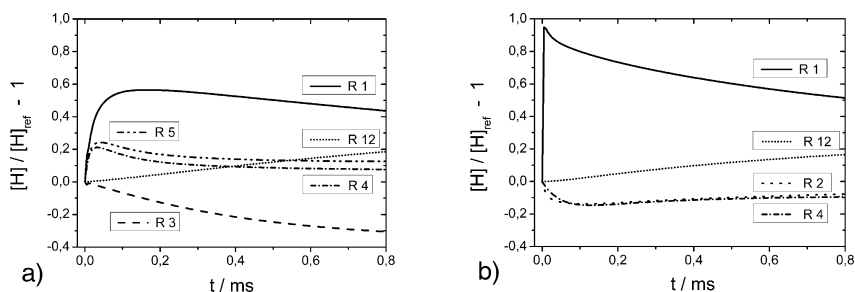 [H] / [H]ref - 1
1,0
0,8
0,6
0,4
0,2
0,0
-0,2
-0,4
R 1
R 5
R 12
R 4
R 3
0,0 0,2 0,4 0,6 0,8
t / ms
a)
[H] / [H]ref - 1
1,0
0,8
0,6
0,4
0,2
0,0
-0,2
-0,4
R 1
R 12
R 2
R 4
0,0 0,2 0,4 0,6 0,8
t / ms
b)